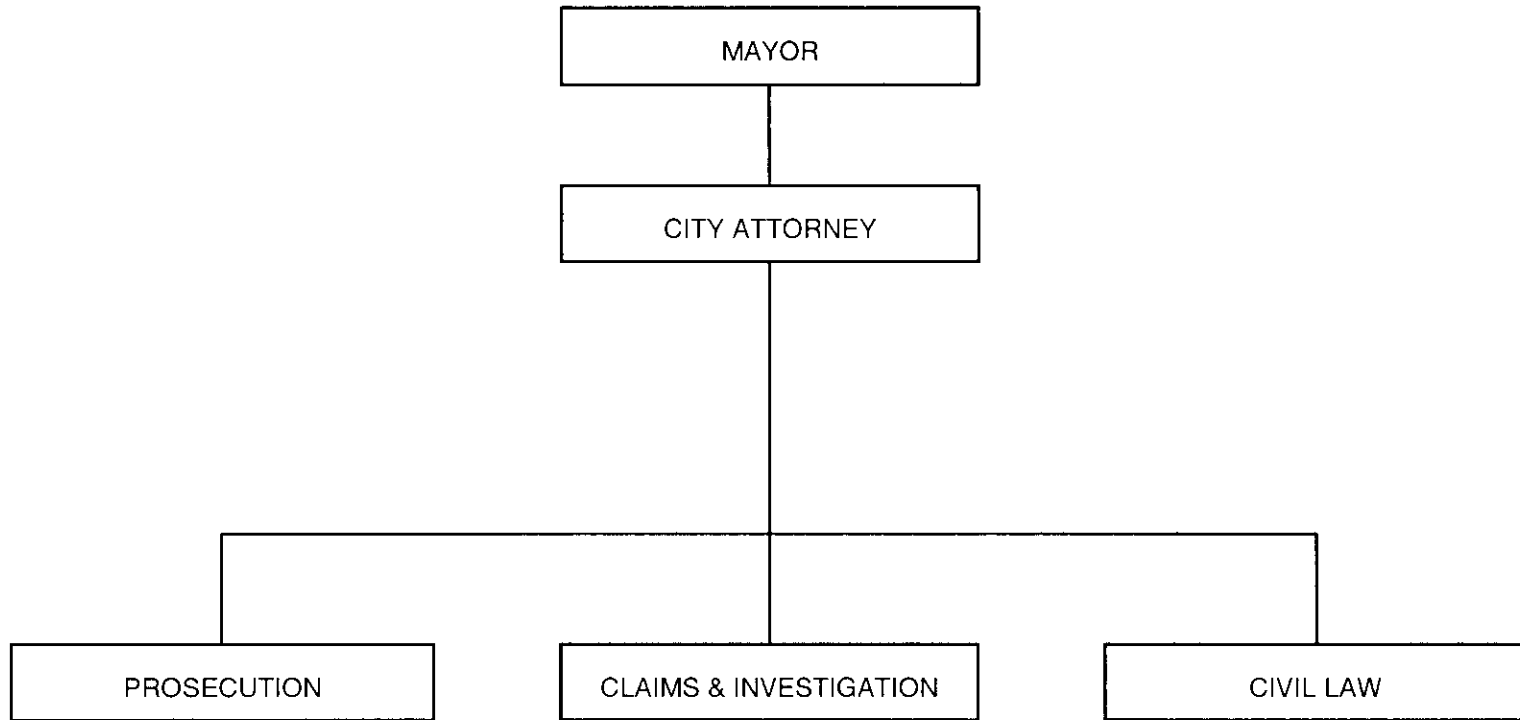 MAYOR
CITY ATTORNEY
PROSECUTION
CLAIMS & INVESTIGATION
CIVIL LAW